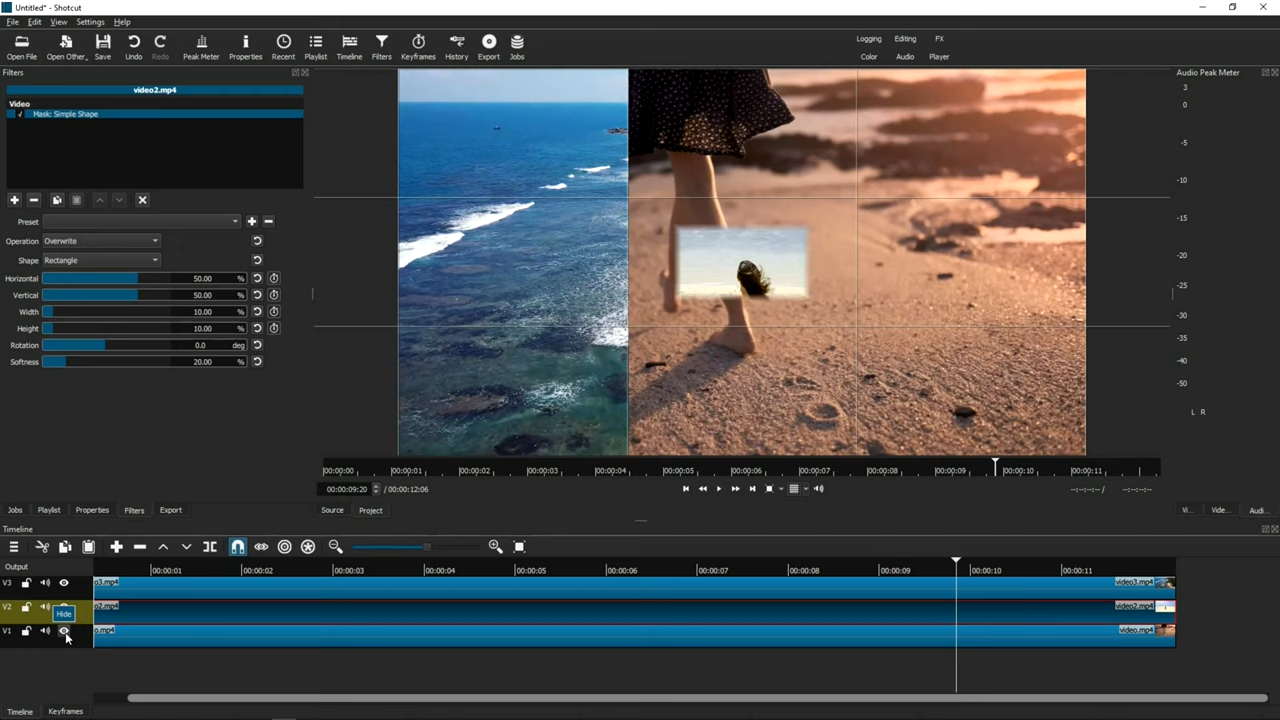 Untitled* - Shotcut
File Edit View Settings Help
Open File Open Other.. Save Undo Redo Peak Meter Properties Recent Playlist Timeline Filters Keyframes History Export Jobs
Logging Editing FX
Color Audio Player
Filters
Audio Peak Meter
video2.mp4
Video
Mask: Simple Shape
Preset
Operation Overwrite
Shape Rectangle
Horizontal 50.00 %
Vertical 50.00 %
Width 10.00 %
Height 10.00 %
Rotation 0.0 deg
Softness 20.00 %
3
0
-5
-10
-15
-20
-25
-30
-35
-40
-50
L R
00:00:00 00:00:01 00:00:02 00:00:03 00:00:04 00:00:05 00:00:06 00:00:07 00:00:08 00:00:09 00:00:10 00:00:11
00:00:09:20 / 00:00:12:06
--:--:--:-- / --:--:--:--
Jobs Playlist Properties Filters Export
Source Project
Vi... Vide... Audi...
Timeline
Output
00:00:01 00:00:02 00:00:03 00:00:04 00:00:05 00:00:06 00:00:07 00:00:08 00:00:09 00:00:10 00:00:11
V3 o3.mp4 video3.mp4
V2 o2.mp4 video2.mp4
Hide
V1 o.mp4 video.mp4
Timeline Keyframes